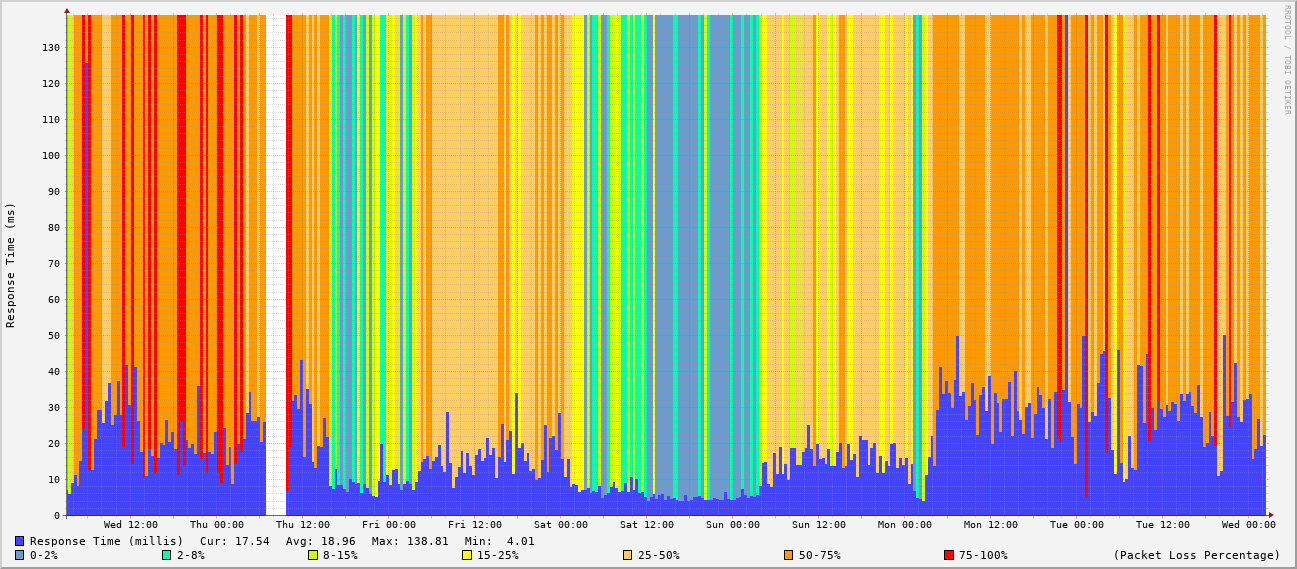 RRDTOOL / TOBI OETIKER
Response Time (ms)
130
120
110
100
90
80
70
60
50
40
30
20
10
0
Wed 12:00 Thu 00:00 Thu 12:00 Fri 00:00 Fri 12:00 Sat 00:00 Sat 12:00 Sun 00:00 Sun 12:00 Mon 00:00 Mon 12:00 Tue 00:00 Tue 12:00 Wed 00:00
Response Time (millis) Cur: 17.54 Avg: 18.96 Max: 138.81 Min: 4.01
0-2% 2-8% 8-15% 15-25% 25-50% 50-75% 75-100% (Packet Loss Percentage)